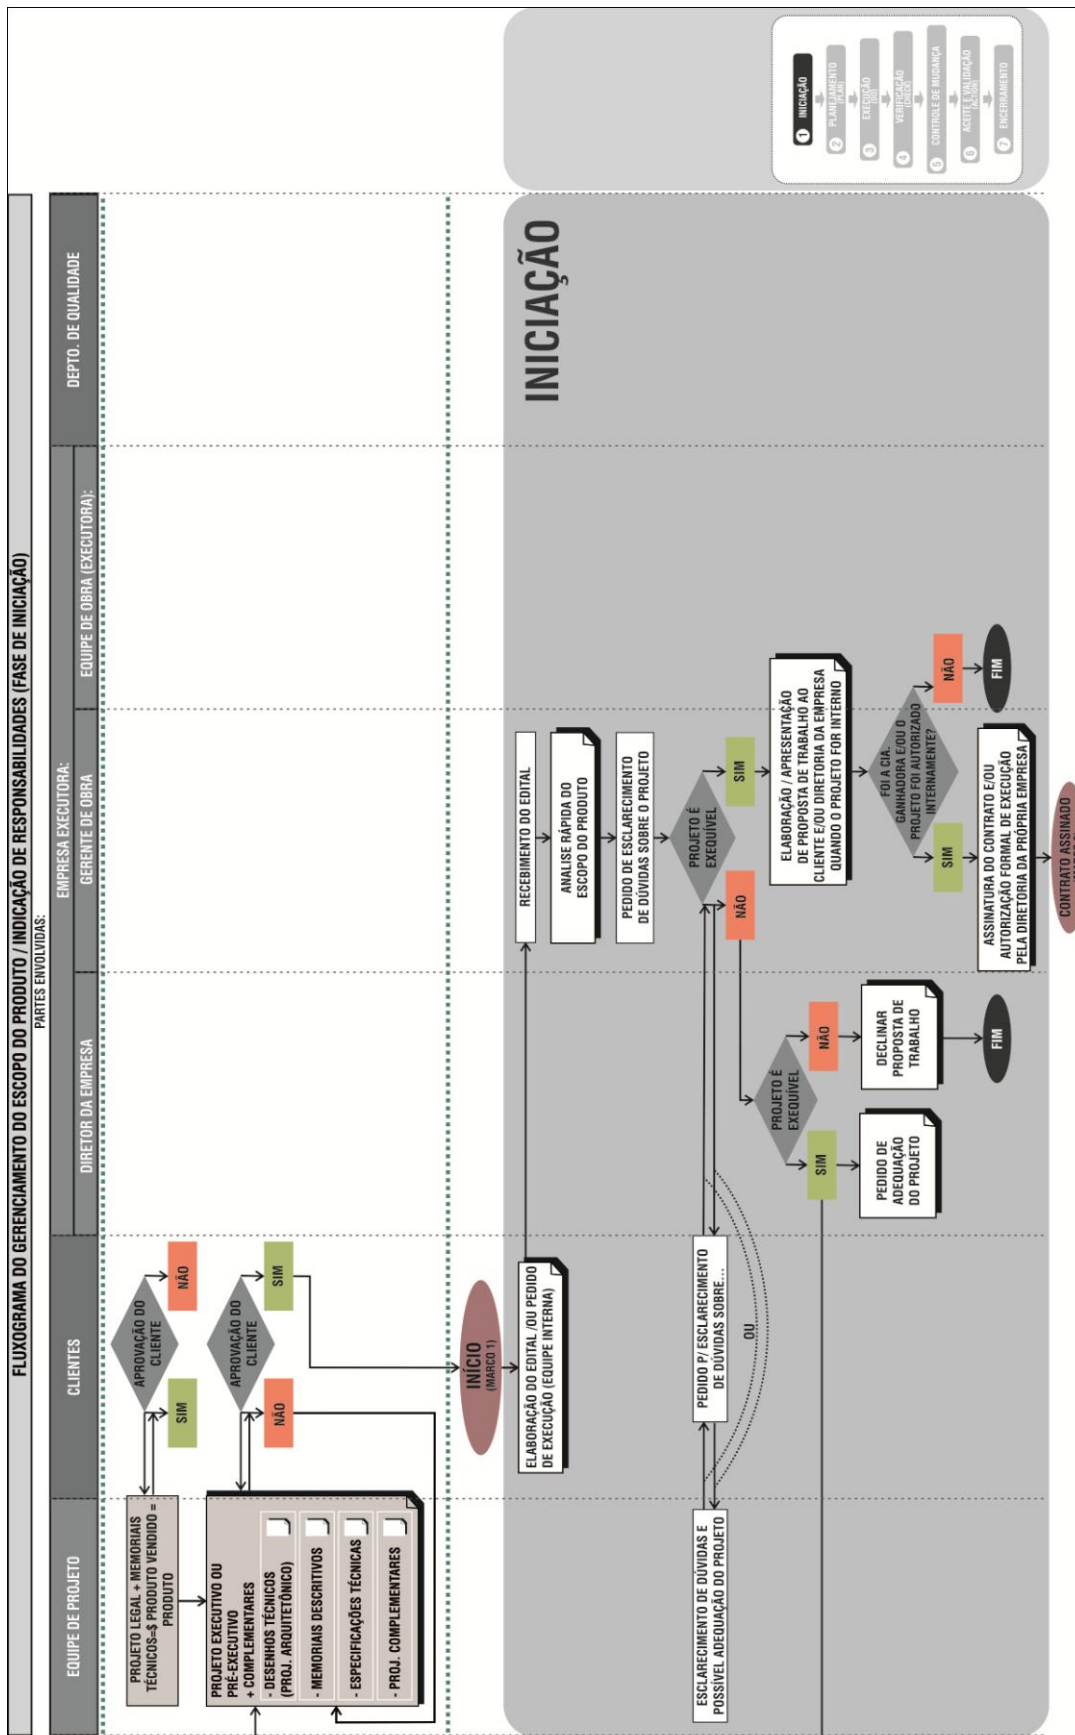 FLUXOGRAMA DO GERENCIAMENTO DO ESCOPO DO PRODUTO / INDICAÇÃO DE RESPONSABILIDADES (FASE DE INICIAÇÃO)
PARTES ENVOLVIDAS:
EQUIPE DE PROJETO
CLIENTES
EMPRESA EXECUTORA:
DIRETOR DA EMPRESA
GERENTE DE OBRA
EQUIPE DE OBRA (EXECUTORA):
DEPTO. DE QUALIDADE
PROJETO LEGAL + MEMORIAIS
TÉCNICOS=$ PRODUTO VENDIDO =
PRODUTO
APROVAÇÃO DO
CLIENTE
SIM
NÃO
PROJETO EXECUTIVO OU
PRÉ-EXECUTIVO
+ COMPLEMENTARES
- DESENHOS TÉCNICOS
(PROJ. ARQUITETÔNICO)
- MEMORIAIS DESCRITIVOS
- ESPECIFICAÇÕES TÉCNICAS
- PROJ. COMPLEMENTARES
APROVAÇÃO DO
CLIENTE
NÃO
SIM
INÍCIO
(MARCO 1)
INICIAÇÃO
ELABORAÇÃO DO EDITAL /OU PEDIDO
DE EXECUÇÃO (EQUIPE INTERNA)
RECEBIMENTO DO EDITAL
ANALISE RÁPIDA DO
ESCOPO DO PRODUTO
PEDIDO DE ESCLARECIMENTO
DE DÚVIDAS SOBRE O PROJETO
ESCLARECIMENTO DE DÚVIDAS E
POSSÍVEL ADEQUAÇÃO DO PROJETO
PEDIDO P/ ESCLARECIMENTO
DE DÚVIDAS SOBRE...
OU
PROJETO É
EXEQUÍVEL
NÃO
SIM
PROJETO É
EXEQUÍVEL
SIM
NÃO
PEDIDO DE
ADEQUAÇÃO
DO PROJETO
DECLINAR
PROPOSTA DE
TRABALHO
FIM
ELABORAÇÃO / APRESENTAÇÃO
DE PROPOSTA DE TRABALHO AO
CLIENTE E/OU DIRETORIA DA EMPRESA
QUANDO O PROJETO FOR INTERNO
FOI A CIA.
GANHADORA E/OU O
PROJETO FOI AUTORIZADO
INTERNAMENTE?
SIM
NÃO
FIM
ASSINATURA DO CONTRATO E/OU
AUTORIZAÇÃO FORMAL DE EXECUÇÃO
PELA DIRETORIA DA PRÓPRIA EMPRESA
CONTRATO ASSINADO
1 INICIAÇÃO
2 PLANEJAMENTO
(PLAN)
3 EXECUÇÃO
(DO)
4 VERIFICAÇÃO
(CHECK)
5 CONTROLE DE MUDANÇA
6 ACEITE E VALIDAÇÃO
(ACTION)
7 ENCERRAMENTO